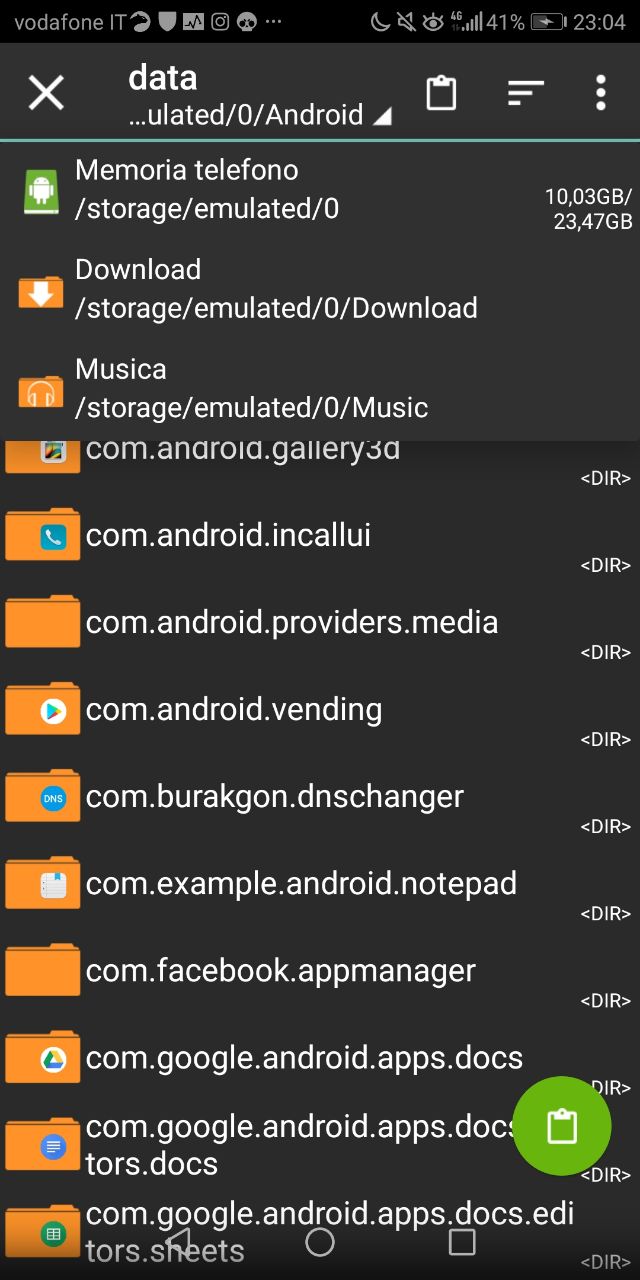 vodafone IT ··· 4G 41% 23:04
data
...ulated/0/Android
Memoria telefono
/storage/emulated/0
10,03GB/
23,47GB
Download
/storage/emulated/0/Download
Musica
/storage/emulated/0/Music
com.android.gallery3d
<DIR>
com.android.incallui
<DIR>
com.android.providers.media
<DIR>
com.android.vending
<DIR>
DNS
com.burakgon.dnschanger
<DIR>
com.example.android.notepad
<DIR>
com.facebook.appmanager
<DIR>
com.google.android.apps.docs
<DIR>
com.google.android.apps.docs
tors.docs
<DIR>
com.google.android.apps.docs.edi
tors.sheets
<DIR>